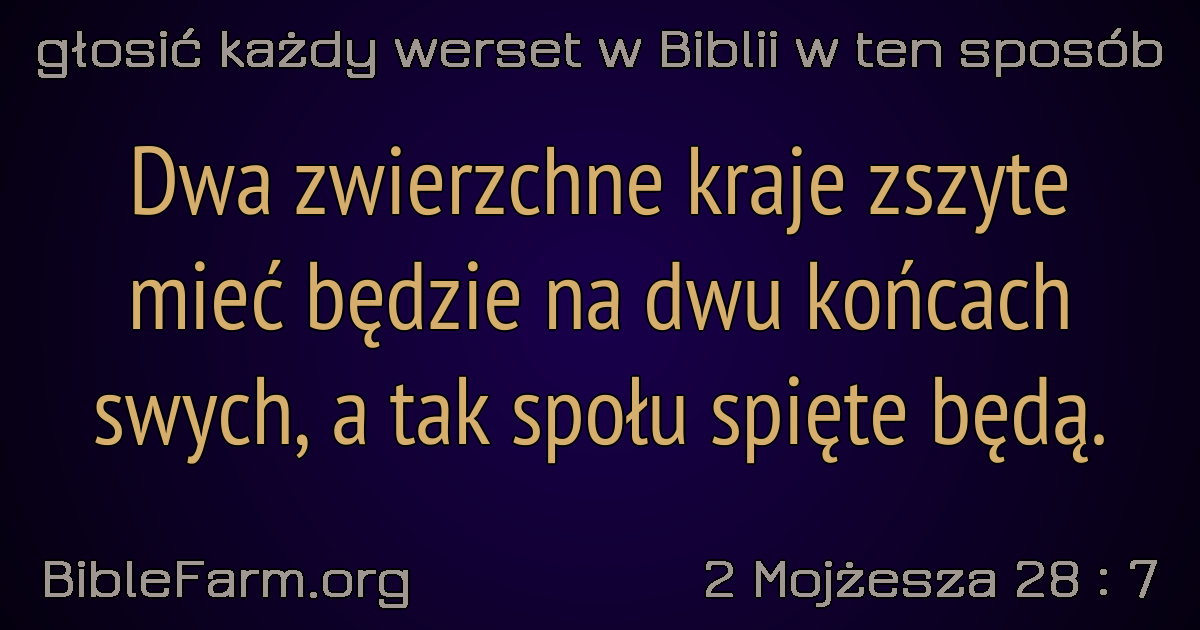 głosić każdy werset w Biblii w ten sposób
Dwa zwierzchne kraje zszyte
mieć będzie na dwu końcach
swych, a tak społu spięte będą.
BibleFarm.org
2 Mojżesza 28 : 7